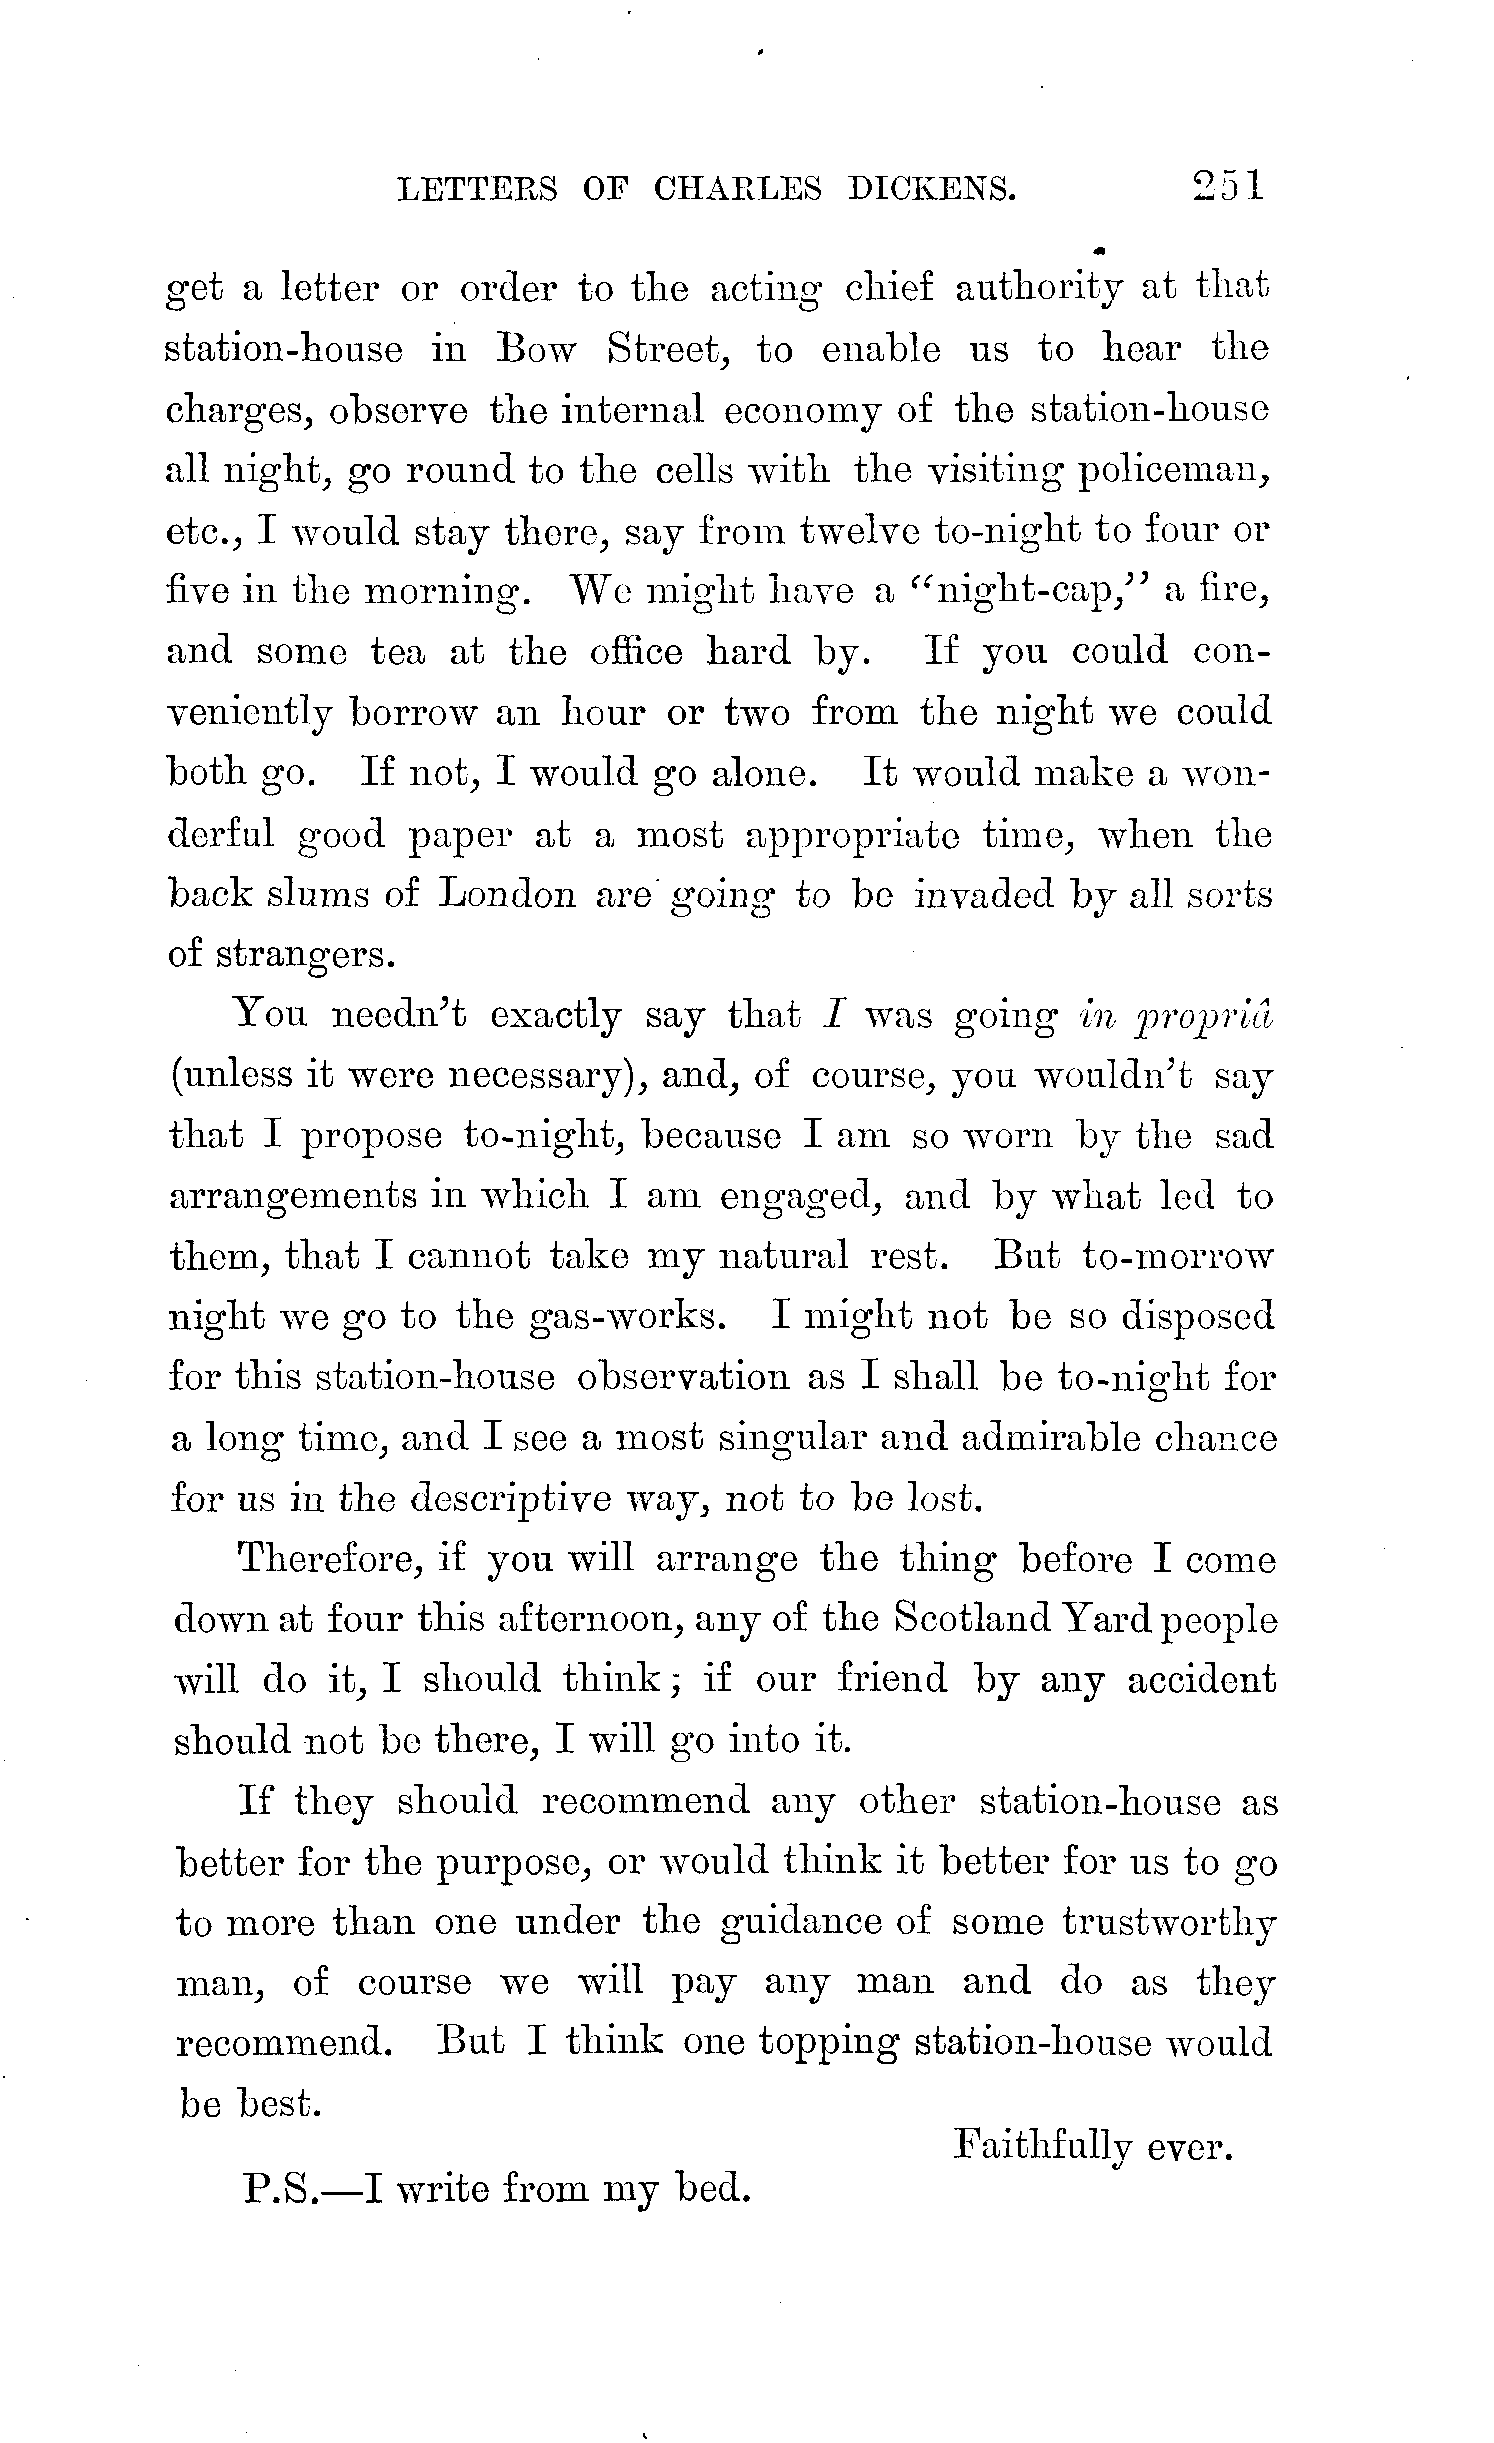 LETTERS OF CHARLES DICKENS. 251
get a letter or order to the acting chief authority at that
station-house in Bow Street, to enable us to hear the
charges, observe the internal economy of the station-house
all night, go round to the cells with the visiting policeman,
etc., I would stay there, say from twelve to-night to four or
five in the morning. We might have a “night-cap,” a fire,
and some tea at the office hard by. If you could con-
veniently borrow an hour or two from the night we could
both go. If not, I would go alone. It would make a won-
derful good paper at a most appropriate time, when the
back slums of London are going to be invaded by all sorts
of strangers.
You needn’t exactly say that I was going in propriâ
(unless it were necessary), and, of course, you wouldn’t say
that I propose to-night, because I am so worn by the sad
arrangements in which I am engaged, and by what led to
them, that I cannot take my natural rest. But to-morrow
night we go to the gas-works. I might not be so disposed
for this station-house observation as I shall be to-night for
a long time, and I see a most singular and admirable chance
for us in the descriptive way, not to be lost.
Therefore, if you will arrange the thing before I come
down at four this afternoon, any of the Scotland Yard people
will do it, I should think; if our friend by any accident
should not be there, I will go into it.
If they should recommend any other station-house as
better for the purpose, or would think it better for us to go
to more than one under the guidance of some trustworthy
man, of course we will pay any man and do as they
recommend. But I think one topping station-house would
be best.
Faithfully ever.
P.S.—I write from my bed.